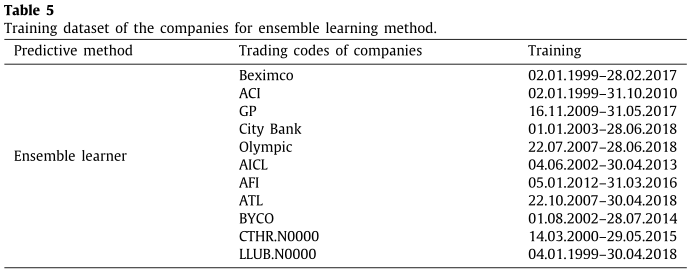 Table 5
Training dataset of the companies for ensemble learning method.
Predictive method Trading codes of companies Training
Beximco 02.01.1999–28.02.2017
ACI 02.01.1999–31.10.2010
GP 16.11.2009–31.05.2017
City Bank 01.01.2003–28.06.2018
Olympic 22.07.2007–28.06.2018
Ensemble learner
AICL 04.06.2002–30.04.2013
AFI 05.01.2012–31.03.2016
ATL 22.10.2007–30.04.2018
BYCO 01.08.2002–28.07.2014
CTHR.N0000 14.03.2000–29.05.2015
LLUB.N0000 04.01.1999–30.04.2018